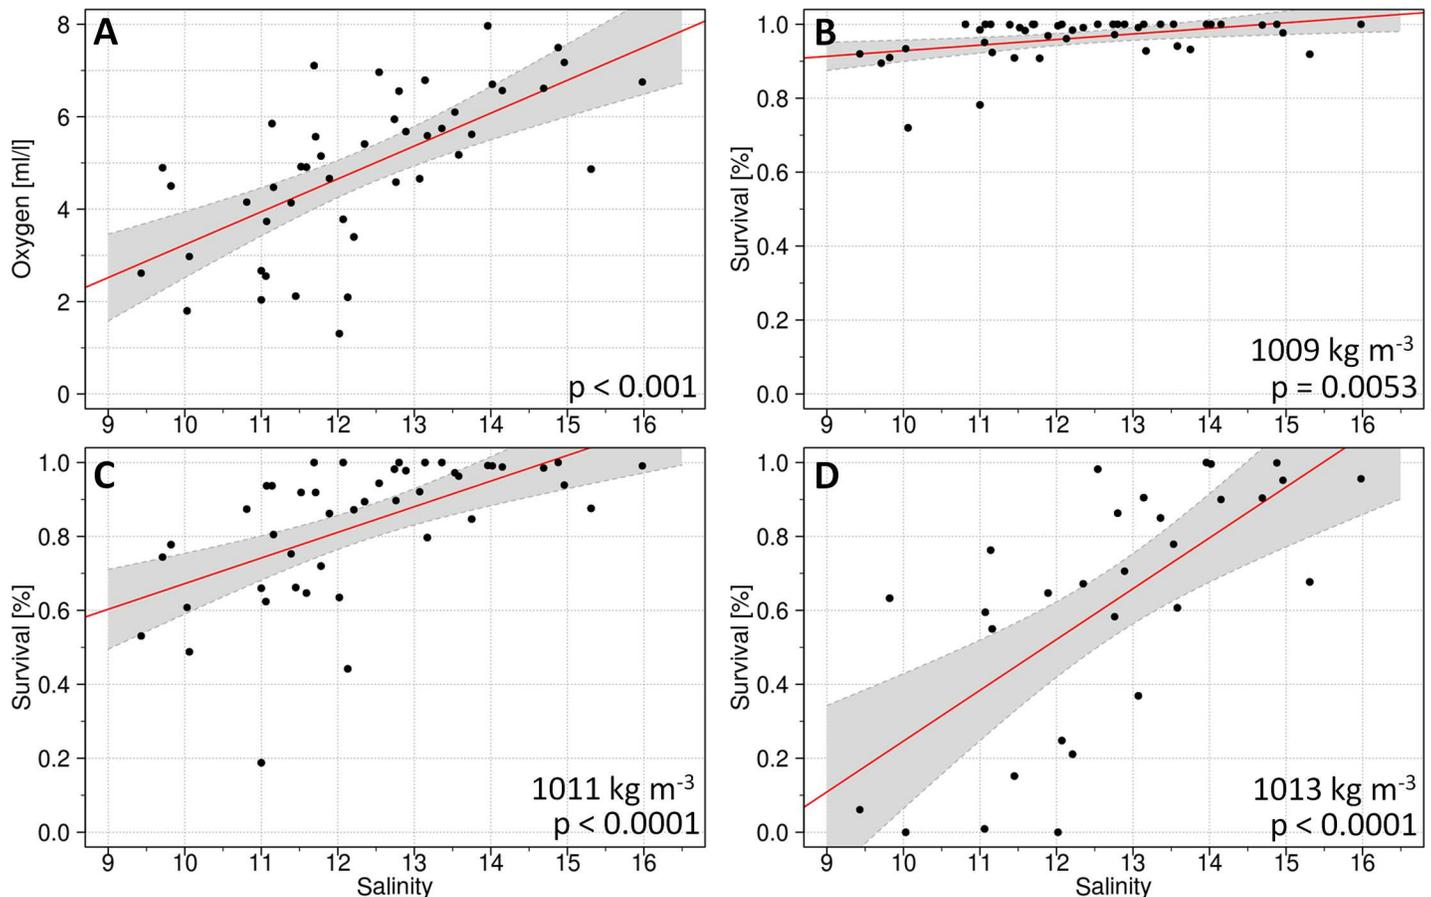 A
Oxygen [ml/l]
8
6
4
2
0
p < 0.001
9 10 11 12 13 14 15 16
B
Survival [%]
1.0
0.8
0.6
0.4
0.2
0.0
1009 kg m-3
p = 0.0053
9 10 11 12 13 14 15 16
C
Survival [%]
1.0
0.8
0.6
0.4
0.2
0.0
1011 kg m-3
p < 0.0001
9 10 11 12 13 14 15 16
Salinity
D
Survival [%]
1.0
0.8
0.6
0.4
0.2
0.0
1013 kg m-3
p < 0.0001
9 10 11 12 13 14 15 16
Salinity